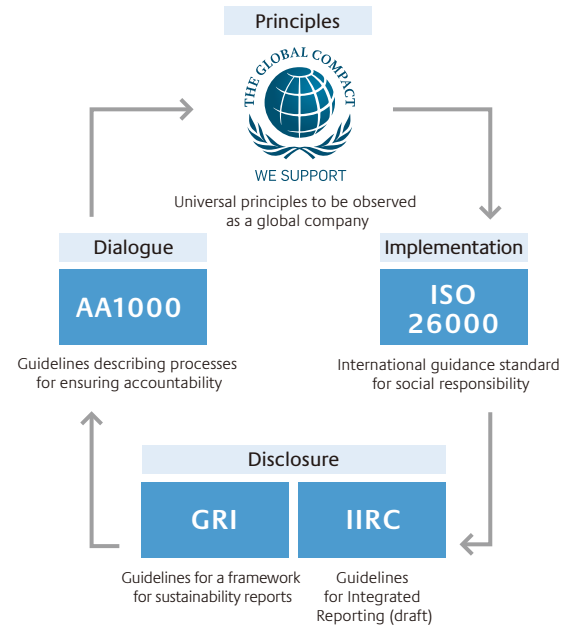 Principles
THE GLOBAL COMPACT
WE SUPPORT
Universal principles to be observed
as a global company
Dialogue
AA1000
Guidelines describing processes
for ensuring accountability
Implementation
ISO
26000
International guidance standard
for social responsibility
Disclosure
GRI
Guidelines for a framework
for sustainability reports
IIRC
Guidelines
for Integrated
Reporting (draft)